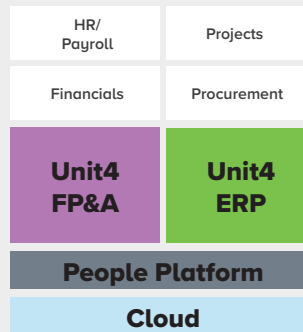 HR/
Payroll
Projects
Financials
Procurement
Unit4
FP&A
Unit4
ERP
People Platform
Cloud